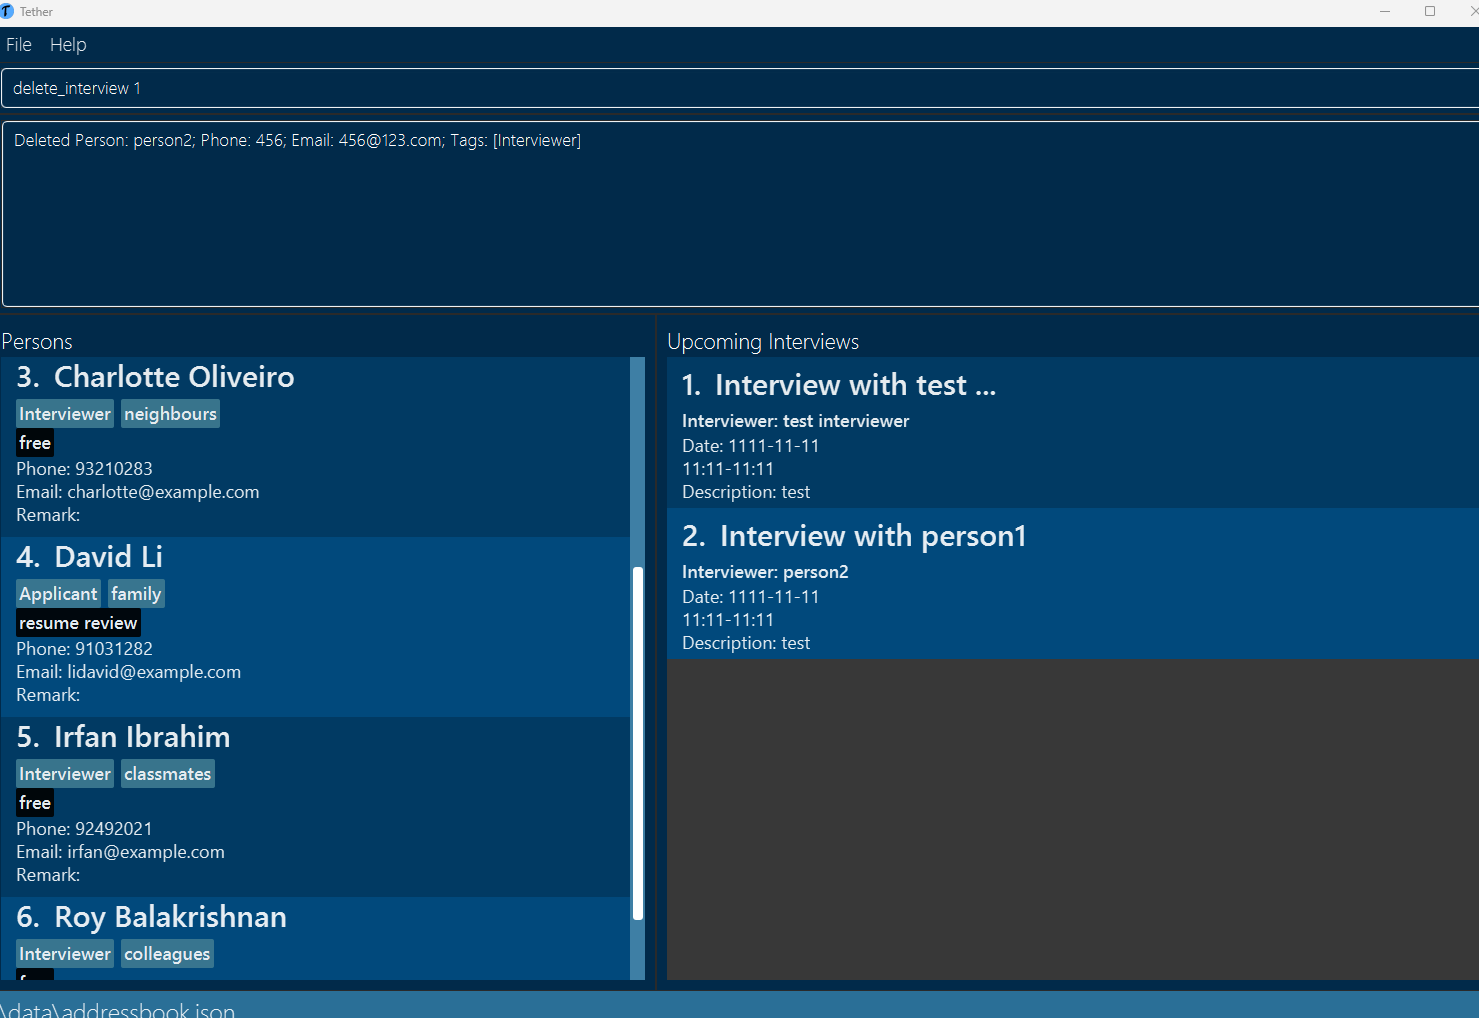 Tether
File Help
delete_interview 1
Deleted Person: person2; Phone: 456; Email: 456@123.com; Tags: [Interviewer]
Persons
3. Charlotte Oliveiro
Interviewer neighbours
free
Phone: 93210283
Email: charlotte@example.com
Remark:
4. David Li
Applicant family
resume review
Phone: 91031282
Email: lidavid@example.com
Remark:
5. Irfan Ibrahim
Interviewer classmates
free
Phone: 92492021
Email: irfan@example.com
Remark:
6. Roy Balakrishnan
Interviewer colleagues
Upcoming Interviews
1. Interview with test ...
Interviewer: test interviewer
Date: 1111-11-11
11:11-11:11
Description: test
2. Interview with person1
Interviewer: person2
Date: 1111-11-11
11:11-11:11
Description: test
\data\addressbook.json